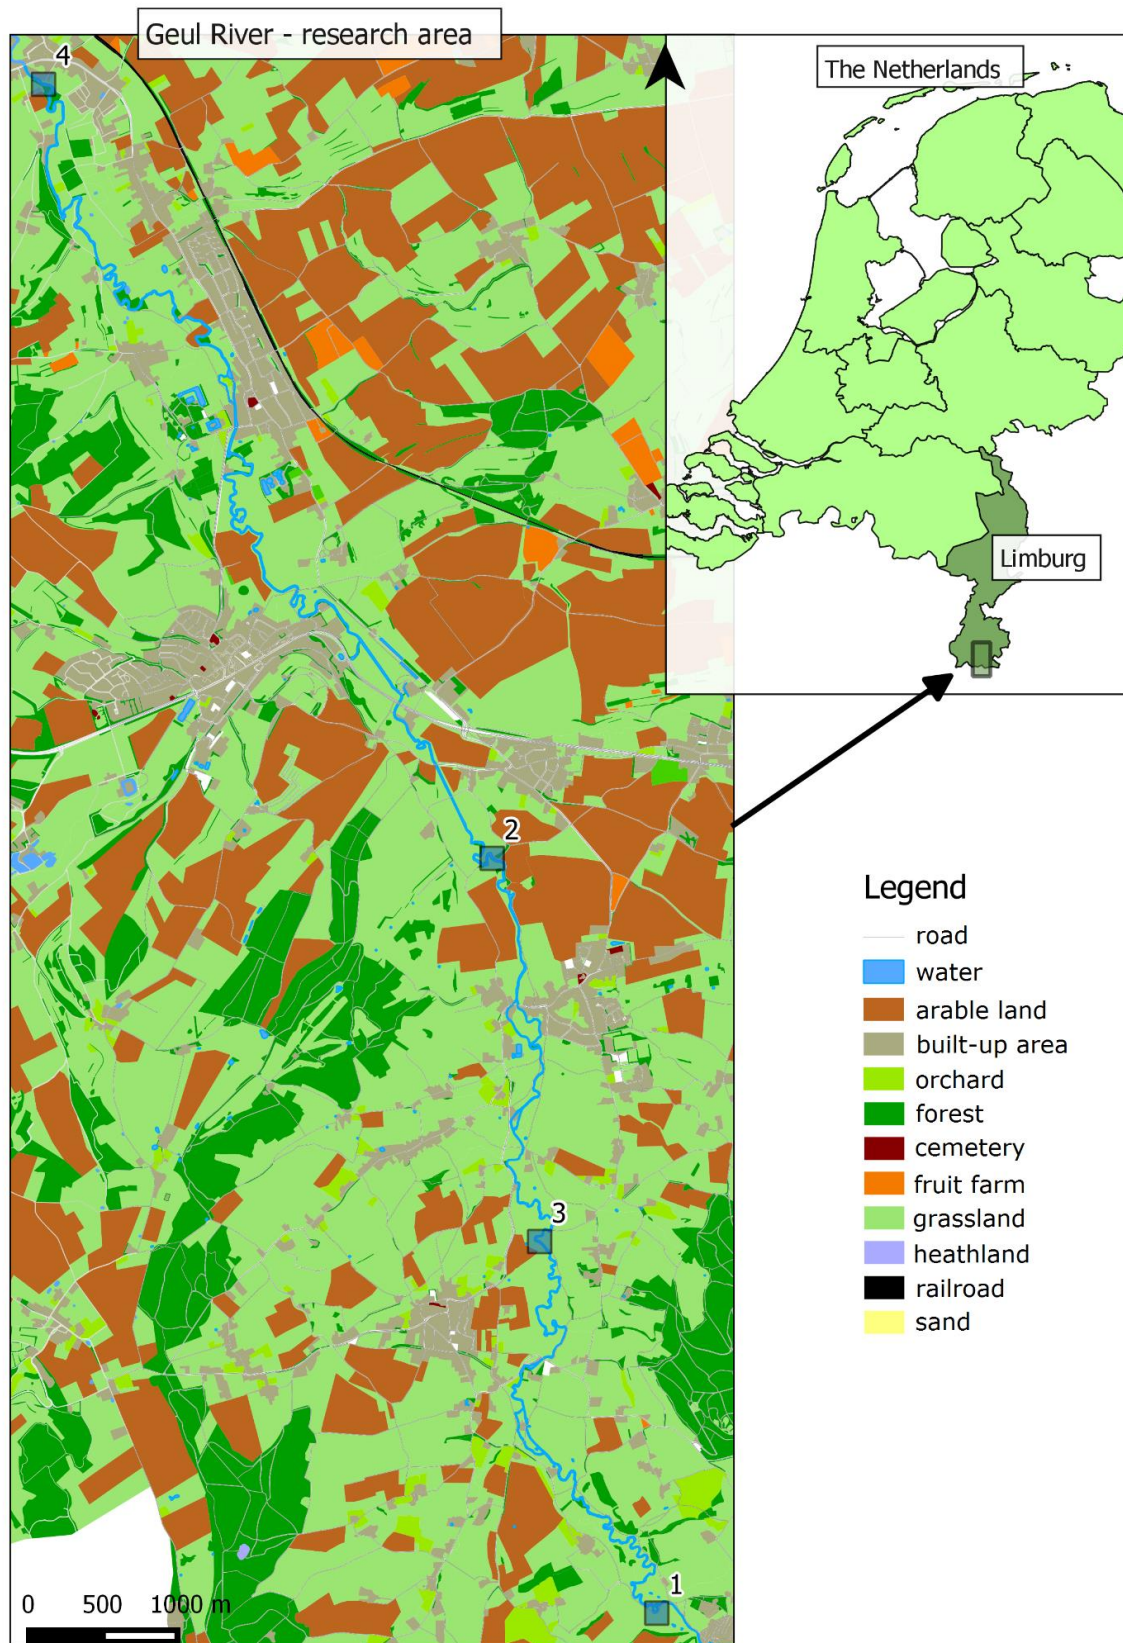 Geul River - research area
4
The Netherlands
Limburg
2
3
1
0 500 1000 m
Legend
road
water
arable land
built-up area
orchard
forest
cemetery
fruit farm
grassland
heathland
railroad
sand